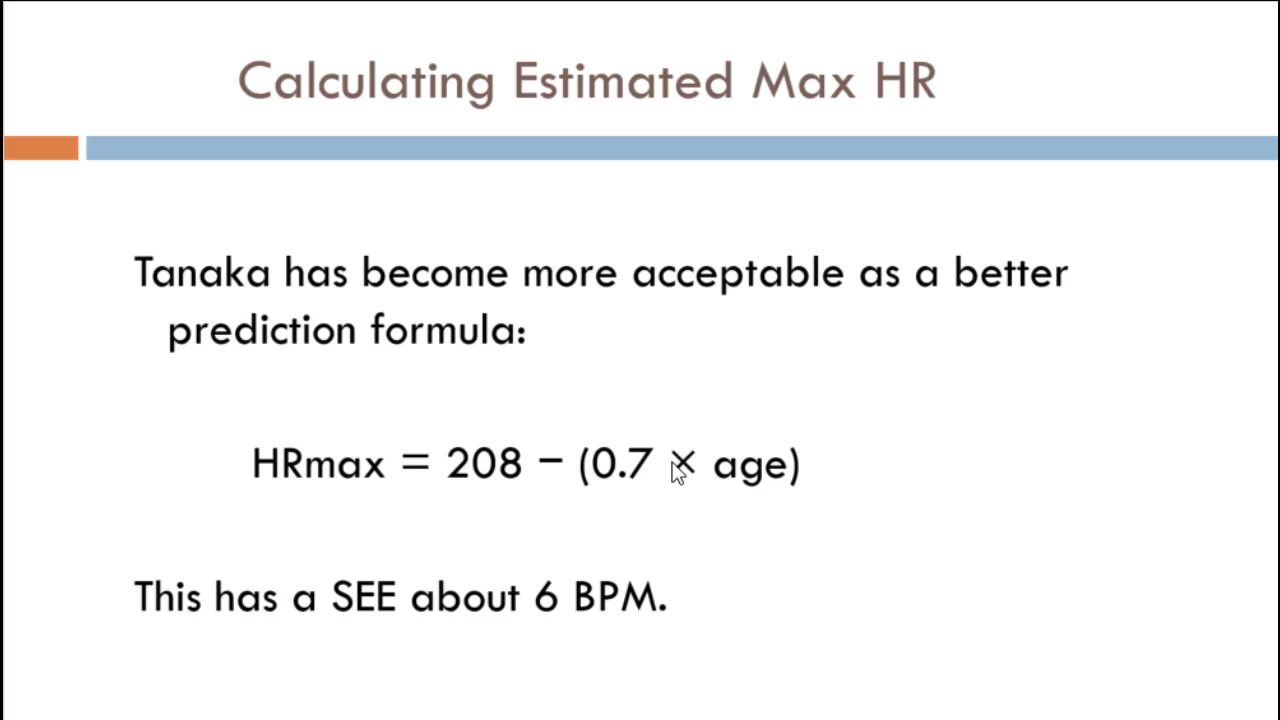 Calculating Estimated Max HR
Tanaka has become more acceptable as a better
prediction formula:
HRmax = 208 − (0.7 × age)
This has a SEE about 6 BPM.